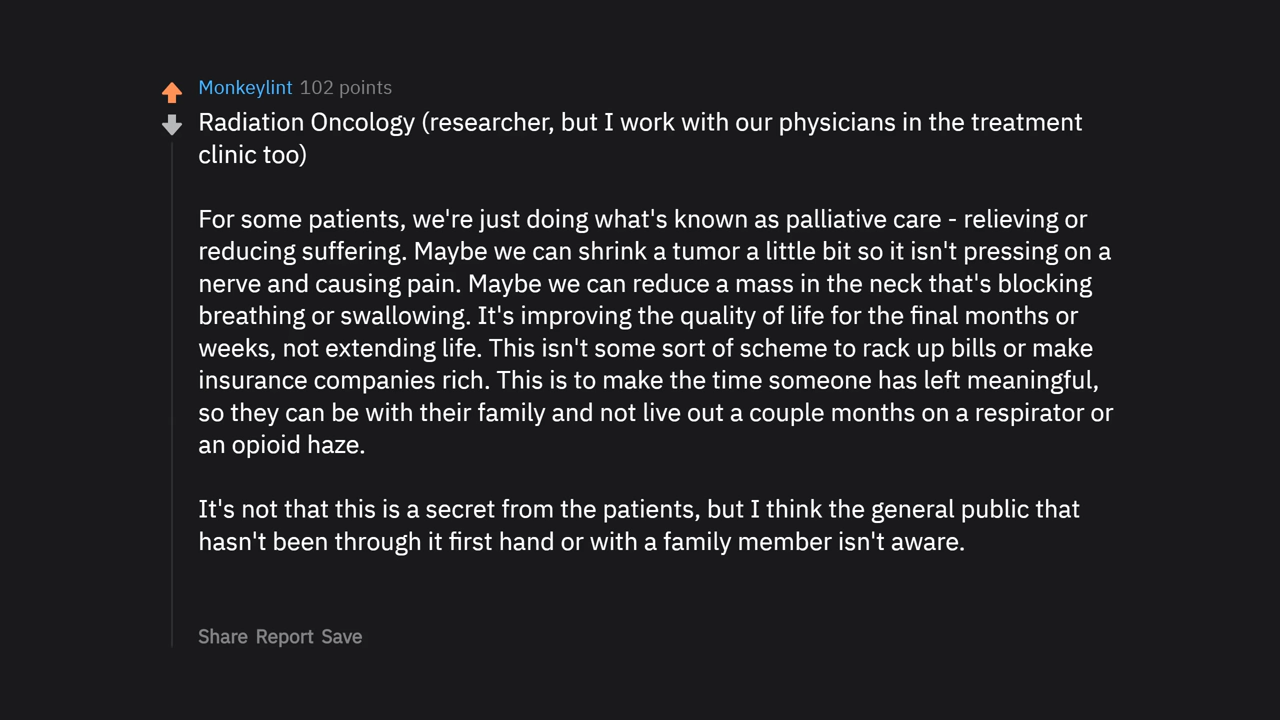 Monkeylint 102 points
Radiation Oncology (researcher, but I work with our physicians in the treatment
clinic too)
For some patients, we're just doing what's known as palliative care - relieving or
reducing suffering. Maybe we can shrink a tumor a little bit so it isn't pressing on a
nerve and causing pain. Maybe we can reduce a mass in the neck that's blocking
breathing or swallowing. It's improving the quality of life for the final months or
weeks, not extending life. This isn't some sort of scheme to rack up bills or make
insurance companies rich. This is to make the time someone has left meaningful,
so they can be with their family and not live out a couple months on a respirator or
an opioid haze.
It's not that this is a secret from the patients, but I think the general public that
hasn't been through it first hand or with a family member isn't aware.
Share Report Save